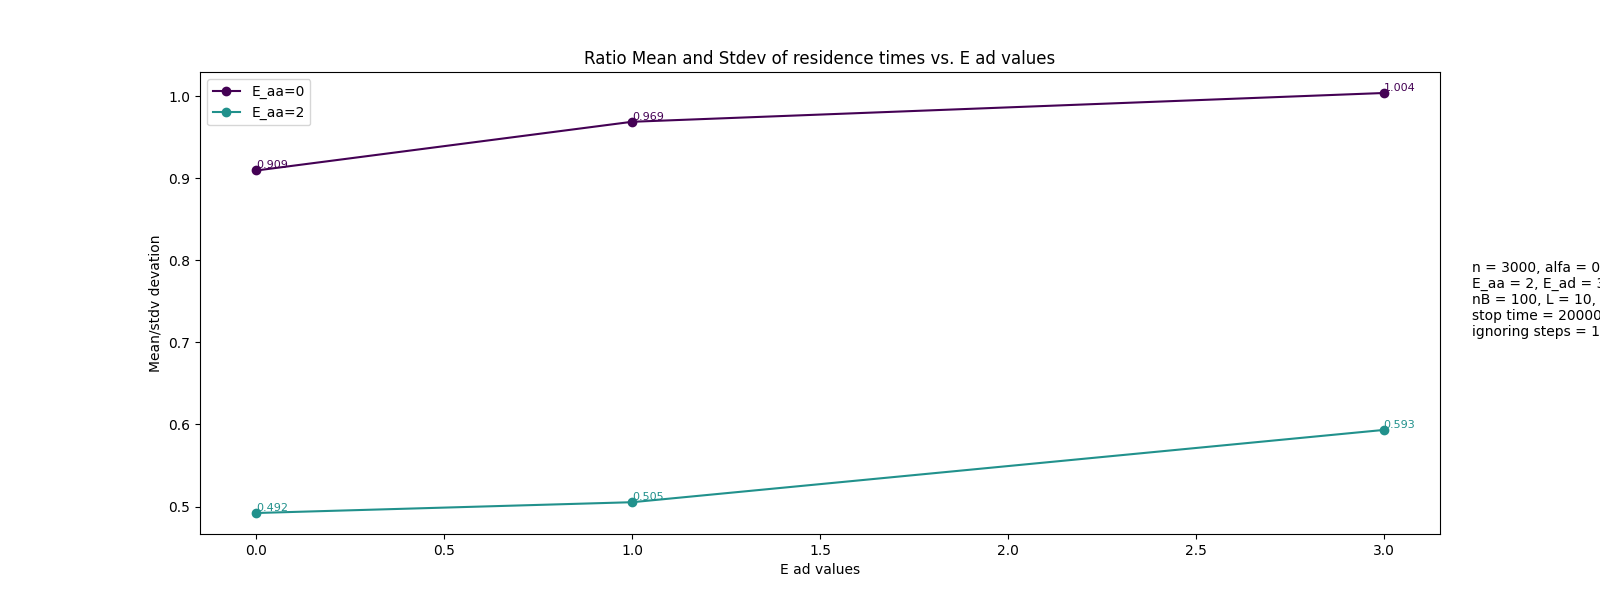 Ratio Mean and Stdev of residence times vs. E ad values
E_aa=0
E_aa=2
1.0
0.9
0.8
0.7
0.6
0.5
Mean/stdv devation
0.909
0.969
1.004
0.492
0.505
0.593
0.0
0.5
1.0
1.5
2.0
2.5
3.0
E ad values
n = 3000, alfa = 0
E_aa = 2, E_ad = 3
nB = 100, L = 10,
stop time = 20000
ignoring steps = 1